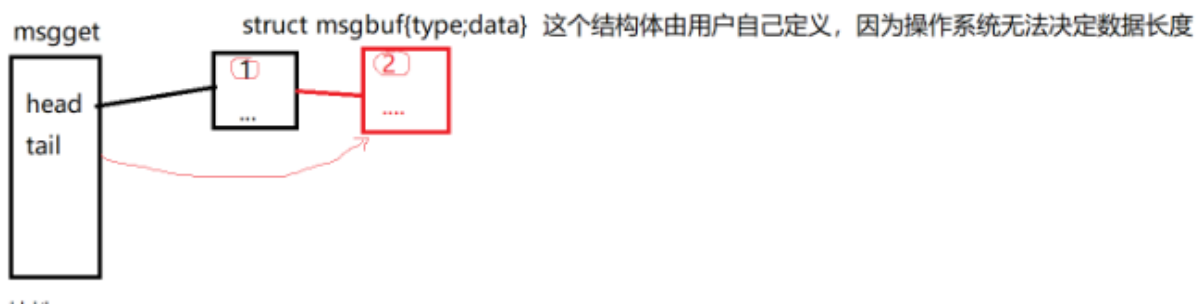 msgget
struct msgbuf{type;data} 这个结构体由用户自己定义，因为操作系统无法决定数据长度
head
tail
1
...
2
....